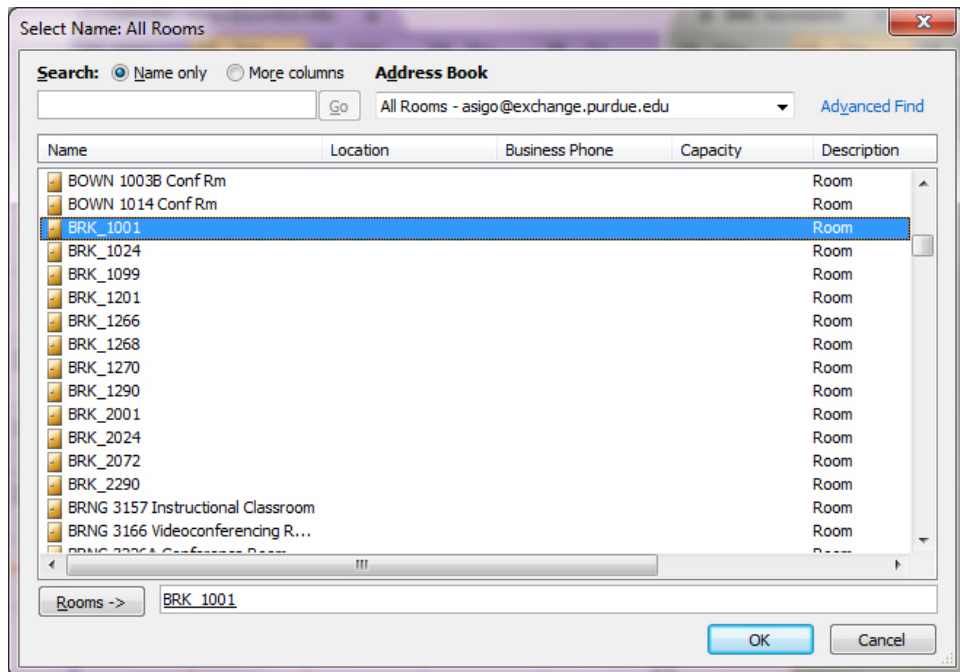 Select Name: All Rooms
Search: Name only More columns Address Book
Go All Rooms - asigo@exchange.purdue.edu Advanced Find
Name Location Business Phone Capacity Description
BOWN 1003B Conf Rm Room
BOWN 1014 Conf Rm Room
BRK_1001 Room
BRK_1024 Room
BRK_1099 Room
BRK_1201 Room
BRK_1266 Room
BRK_1268 Room
BRK_1270 Room
BRK_1290 Room
BRK_2001 Room
BRK_2024 Room
BRK_2072 Room
BRK_2290 Room
BRNG 3157 Instructional Classroom Room
BRNG 3166 Videoconferencing R... Room
Rooms -> BRK_1001
OK Cancel